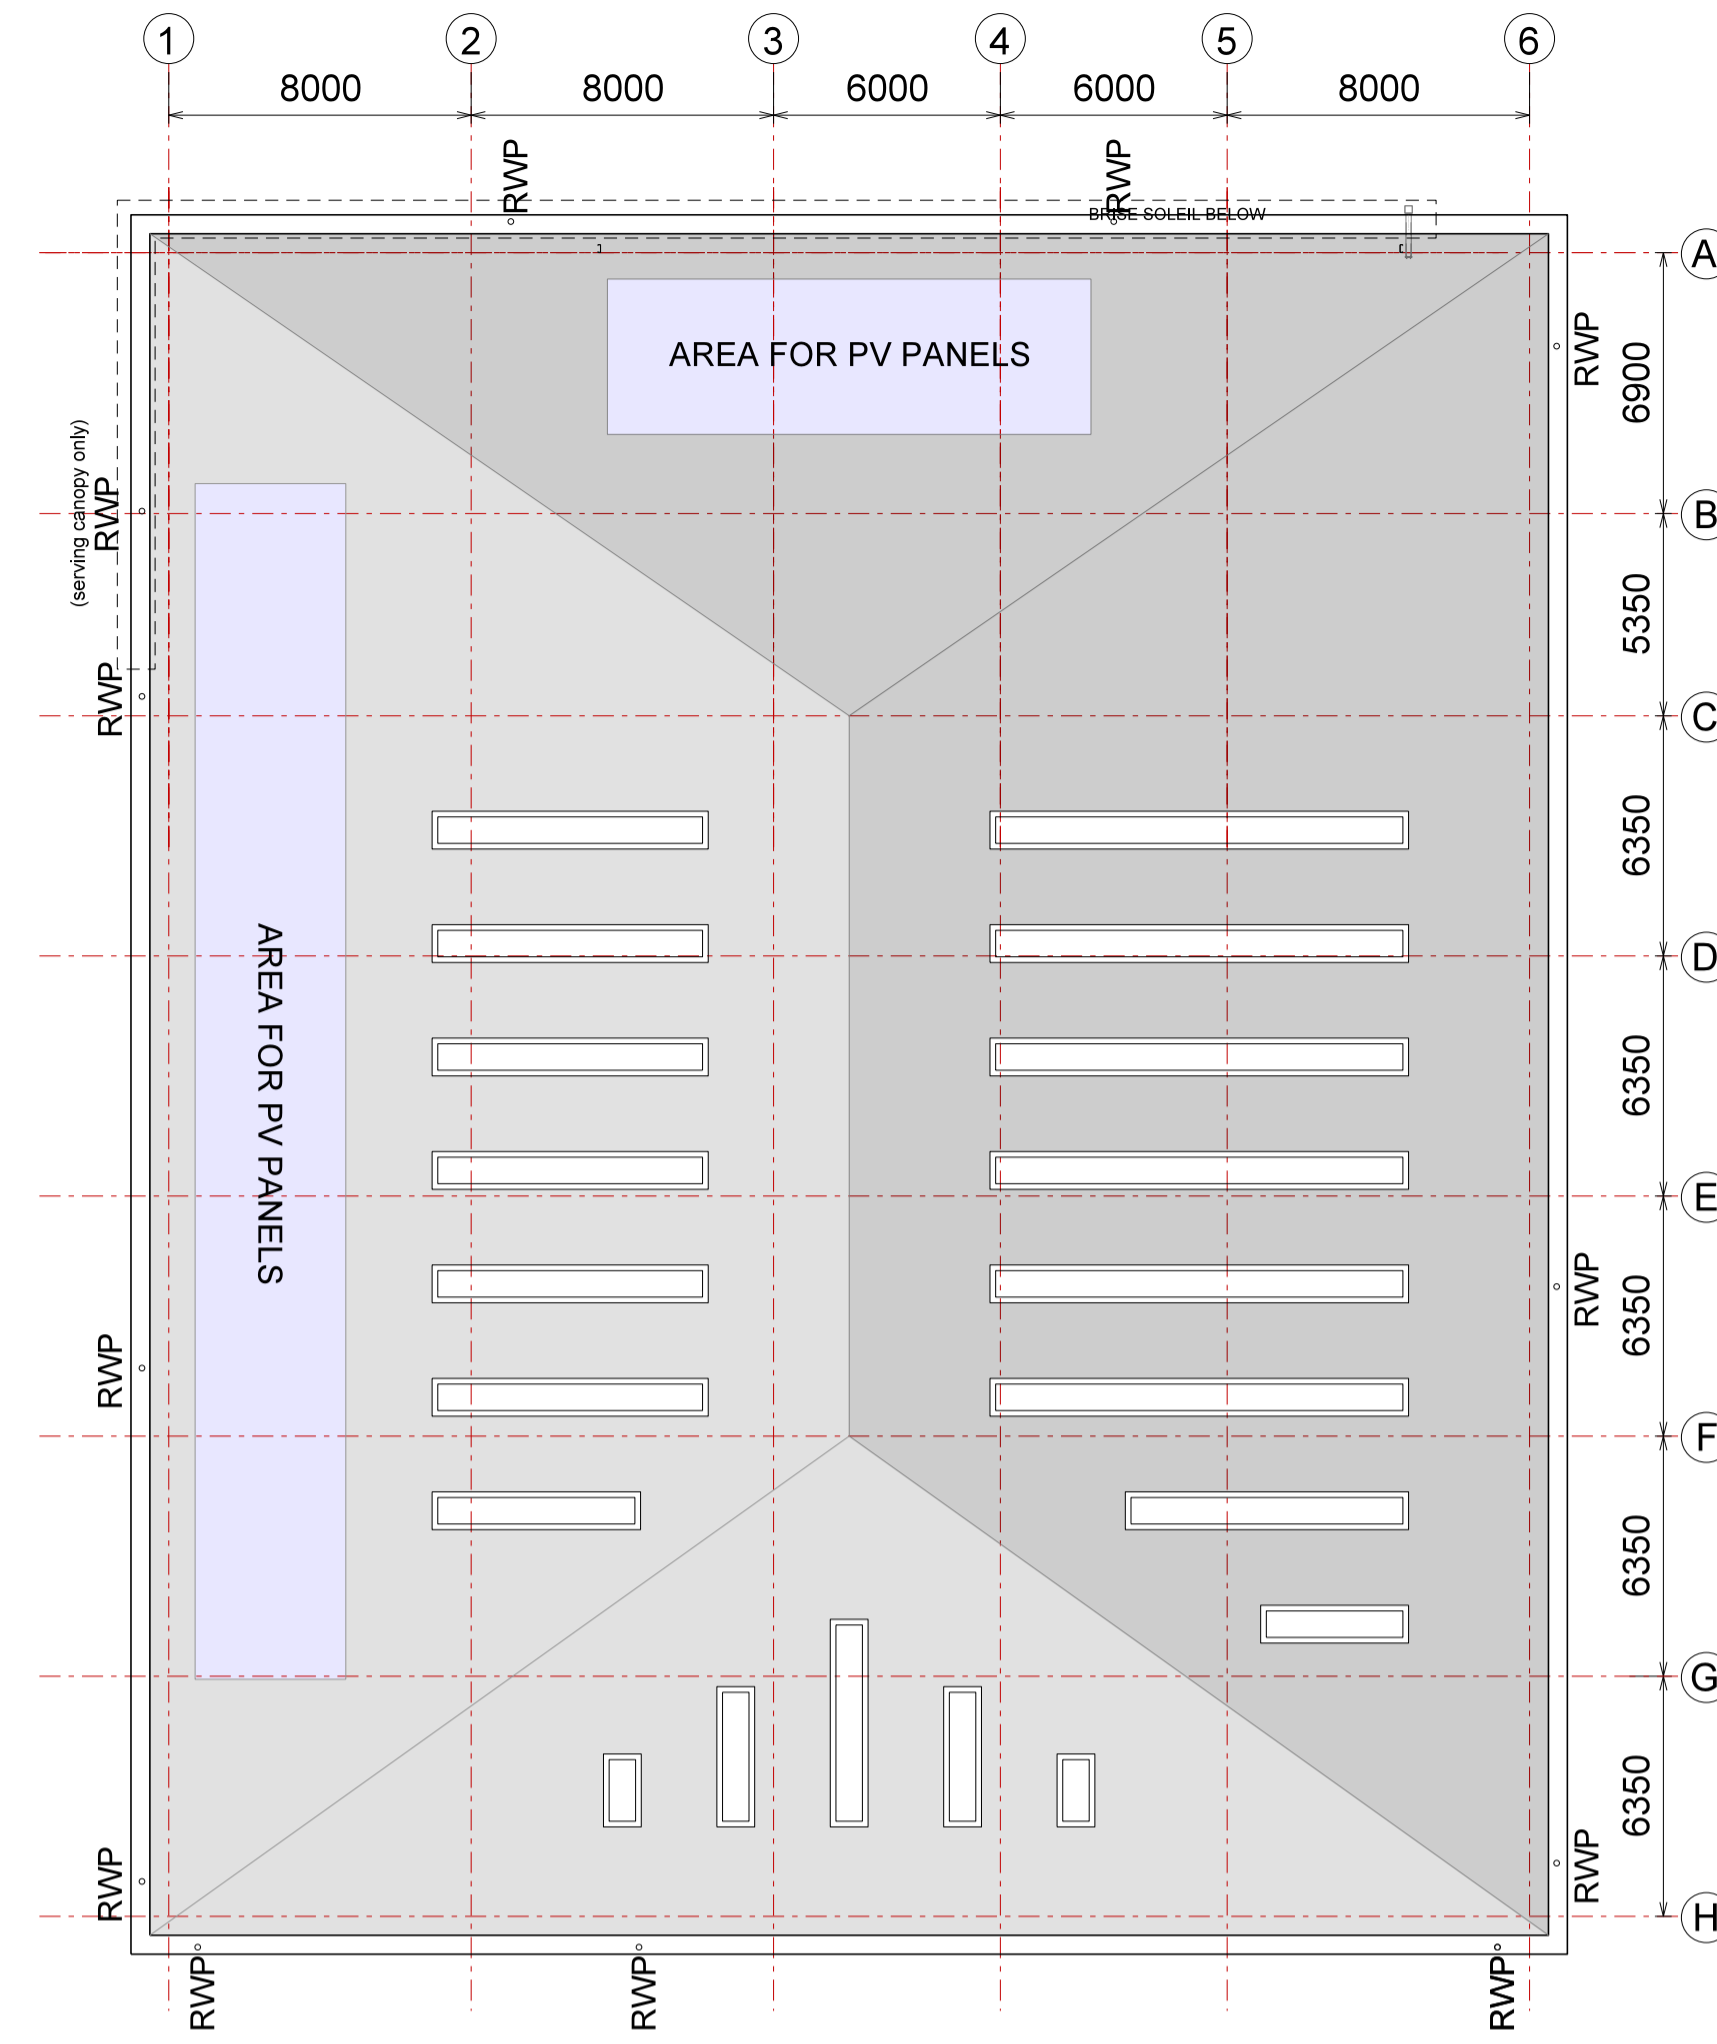 1
2
3
4
5
6
8000
8000
6000
6000
8000
RWP
RWP
BRISE SOLEIL BELOW
A
AREA FOR PV PANELS
RWP
6900
(serving canopy only)
RWP
B
5350
RWP
C
6350
AREA FOR PV PANELS
D
6350
E
RWP
6350
RWP
F
6350
G
6350
RWP
RWP
H
RWP
RWP
RWP